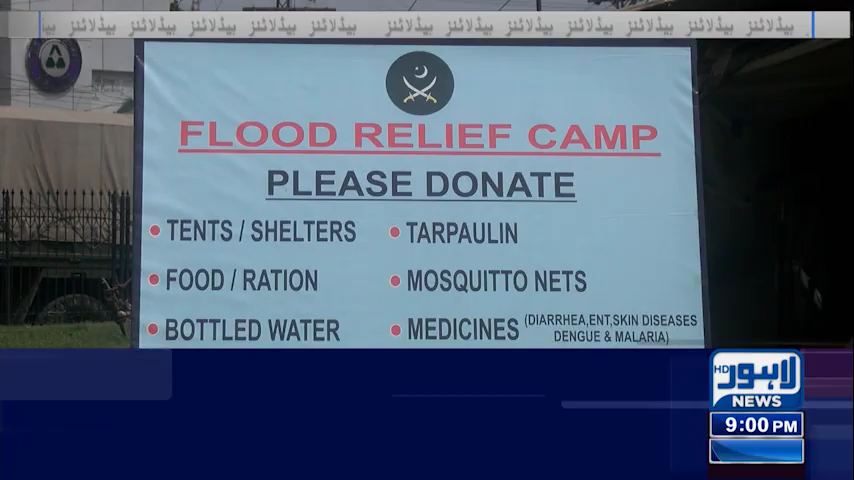 ہیڈلائنز ہیڈلائنز ہیڈلائنز ہیڈلائنز ہیڈلائنز ہیڈلائنز ہیڈلائنز ہیڈلائنز ہیڈلائنز ہیڈلائنز ہیڈلائنز ہیڈلائنز
FLOOD RELIEF CAMP
PLEASE DONATE
• TENTS / SHELTERS
• TARPAULIN
• FOOD / RATION
• MOSQUITTO NETS
• BOTTLED WATER
• MEDICINES (DIARRHEA,ENT,SKIN DISEASES
DENGUE & MALARIA)
لاہور HD
NEWS
9:00 PM